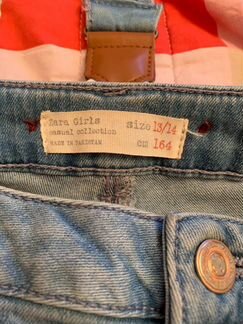 Zara Girls size 13/14
casual collection
MADE IN PAKISTAN cm 164